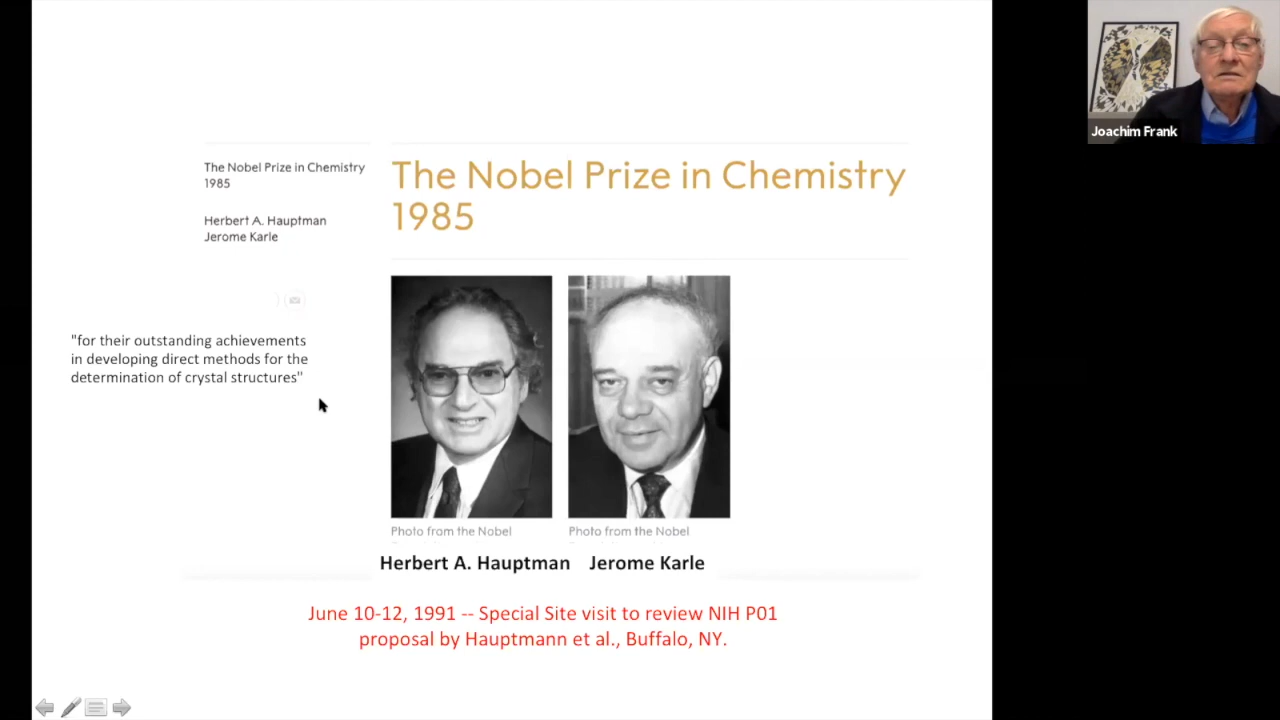 The Nobel Prize in Chemistry
1985
Herbert A. Hauptman
Jerome Karle
The Nobel Prize in Chemistry
1985
"for their outstanding achievements
in developing direct methods for the
determination of crystal structures"
Photo from the Nobel
Photo from the Nobel
Herbert A. Hauptman
Jerome Karle
June 10-12, 1991 -- Special Site visit to review NIH P01
proposal by Hauptmann et al., Buffalo, NY.
Joachim Frank